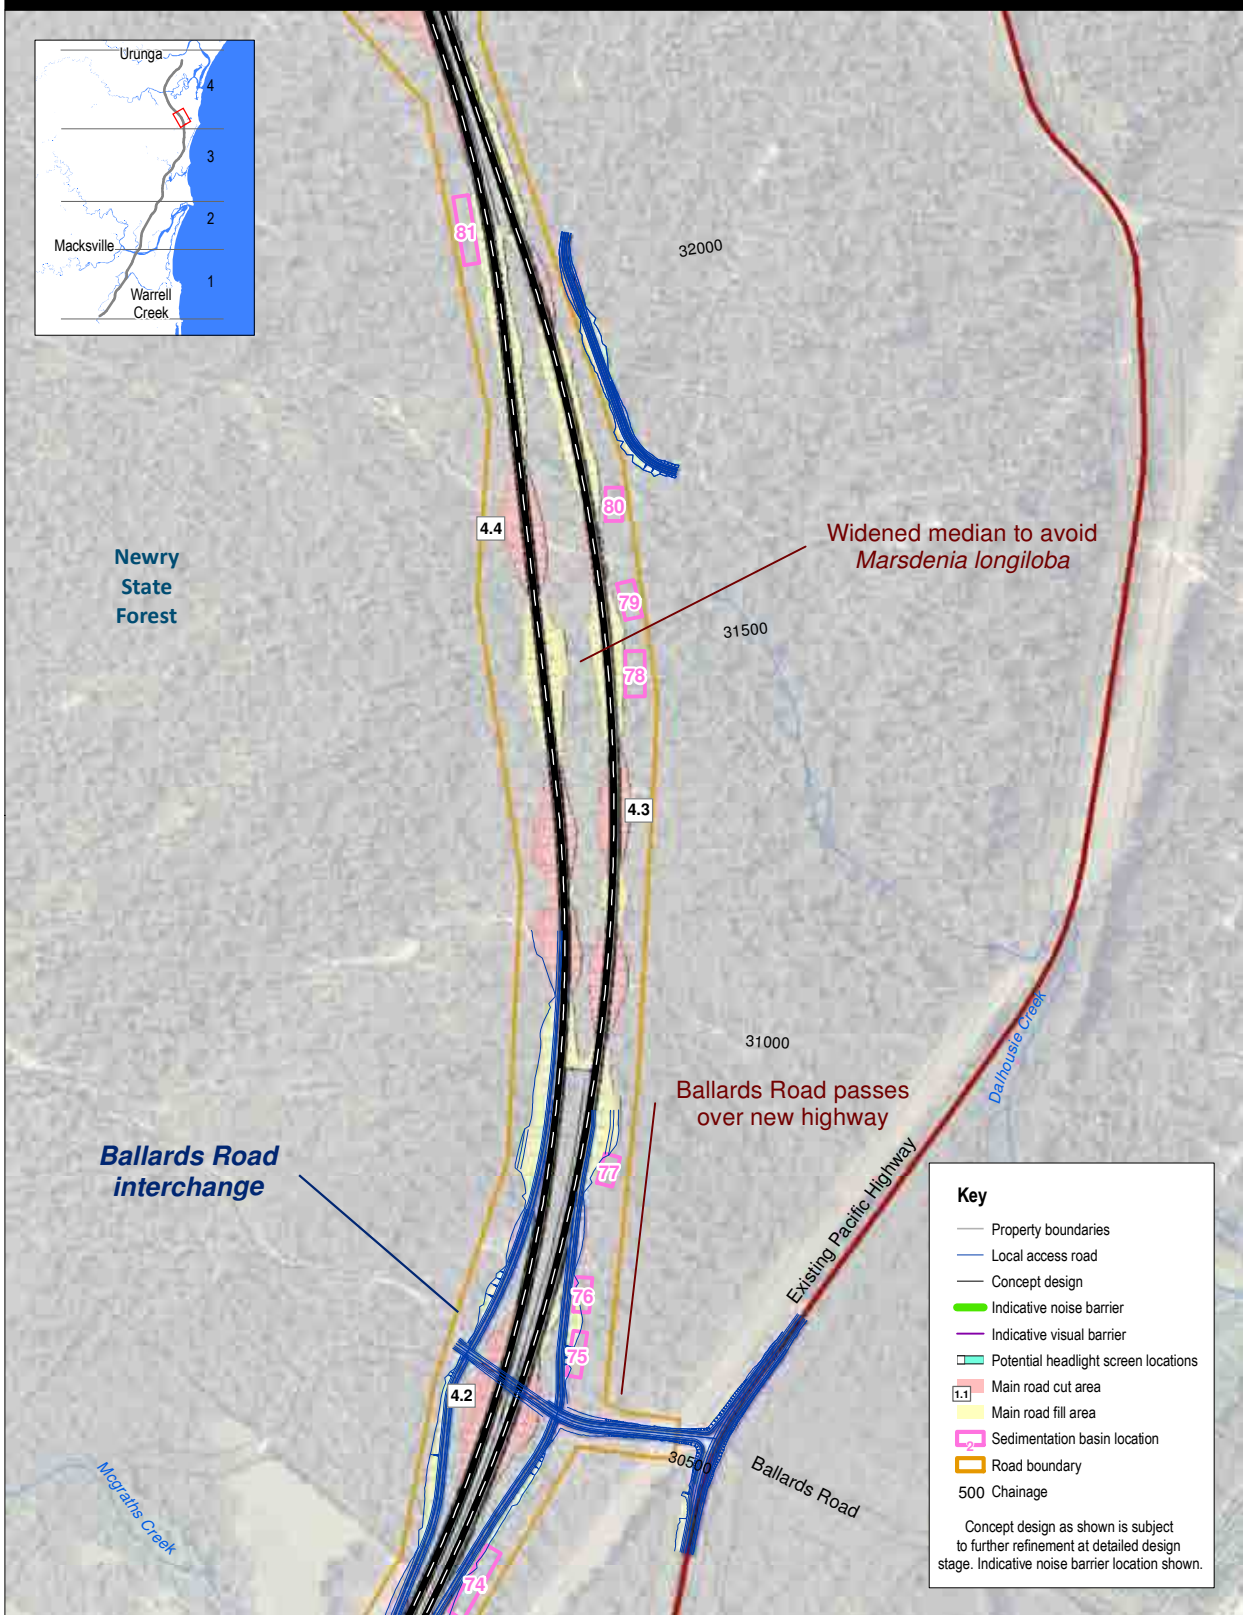 Urunga
4
3
2
Macksville
1
Warrell
Creek
81
32000
80
4.4
Widened median to avoid
Marsdenia longiloba
Newry
State
Forest
79
31500
78
4.3
31000
Ballards Road passes
over new highway
Dalhousie Creek
Ballards Road
interchange
77
Existing Pacific Highway
76
75
4.2
30500
Ballards Road
Mcgraths Creek
74
Key
Property boundaries
Local access road
Concept design
Indicative noise barrier
Indicative visual barrier
Potential headlight screen locations
1.1 Main road cut area
Main road fill area
2 Sedimentation basin location
Road boundary
500 Chainage
Concept design as shown is subject
to further refinement at detailed design
stage. Indicative noise barrier location shown.